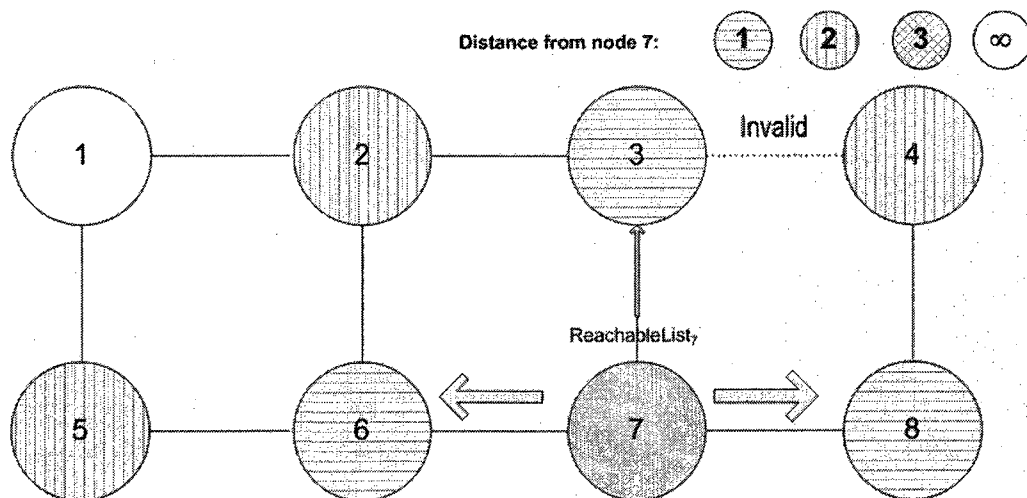 Distance from node 7: 1 2 3 ∞
1 2 3 Invalid 4
ReachableList₇
5 6 7 8